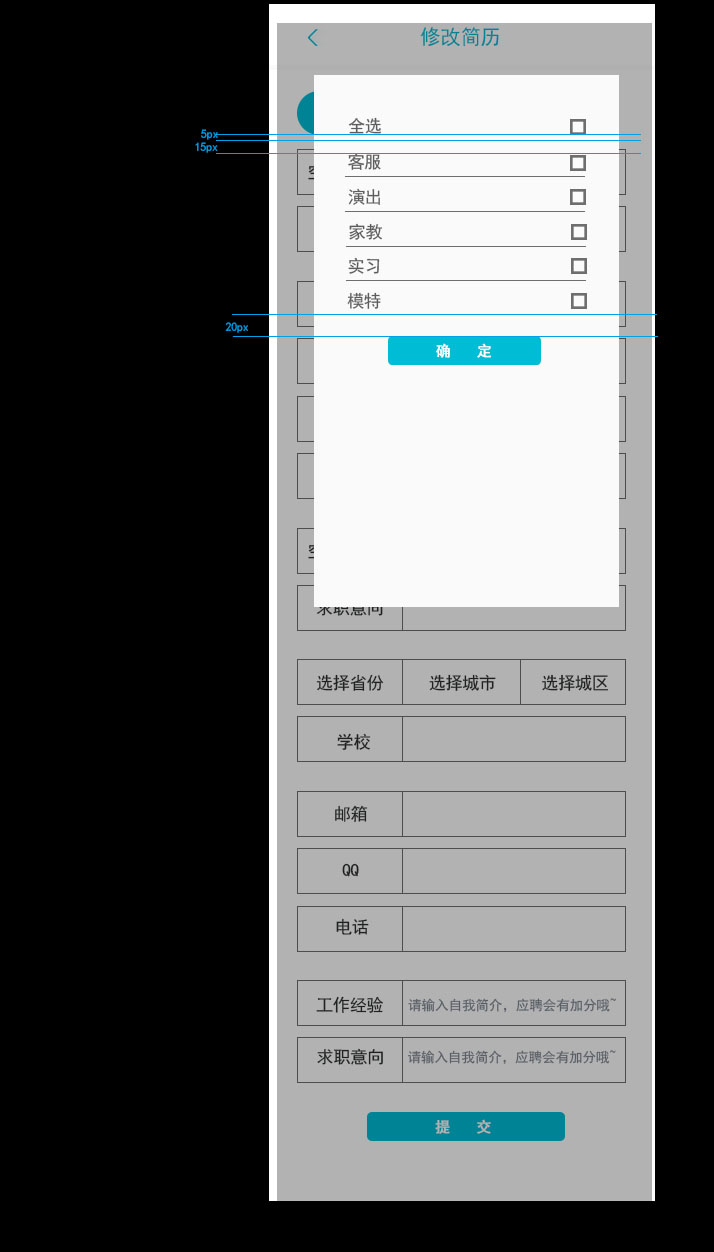 修改简历
全选
5px
15px
客服
演出
家教
实习
模特
20px
确 定
求职意向
选择省份 选择城市 选择城区
学校
邮箱
QQ
电话
工作经验 请输入自我简介，应聘会有加分哦~
求职意向 请输入自我简介，应聘会有加分哦~
提 交